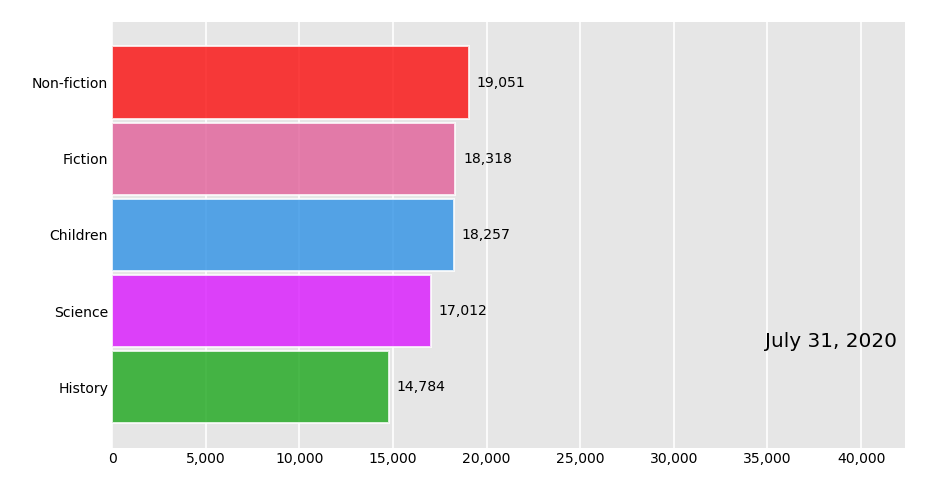 Non-fiction 19,051
Fiction 18,318
Children 18,257
Science 17,012
July 31, 2020
History 14,784
0 5,000 10,000 15,000 20,000 25,000 30,000 35,000 40,000